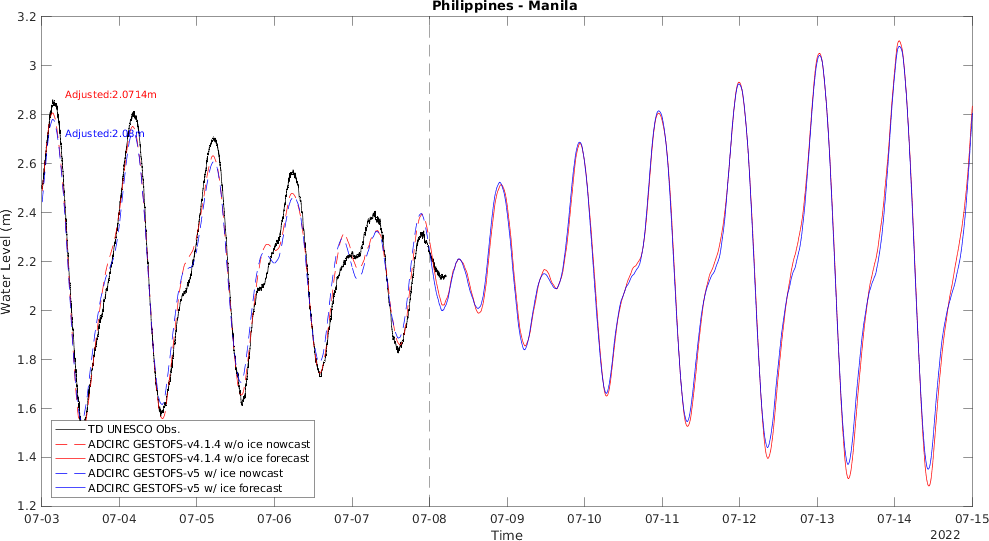 Philippines - Manila
3.2
3
2.8
2.6
2.4
2.2
2
1.8
1.6
1.4
1.2
Water Level (m)
Adjusted:2.0714m
Adjusted:2.08m
TD UNESCO Obs.
ADCIRC GESTOFS-v4.1.4 w/o ice nowcast
ADCIRC GESTOFS-v4.1.4 w/o ice forecast
ADCIRC GESTOFS-v5 w/ ice nowcast
ADCIRC GESTOFS-v5 w/ ice forecast
07-03 07-04 07-05 07-06 07-07 07-08 07-09 07-10 07-11 07-12 07-13 07-14 07-15
Time
2022